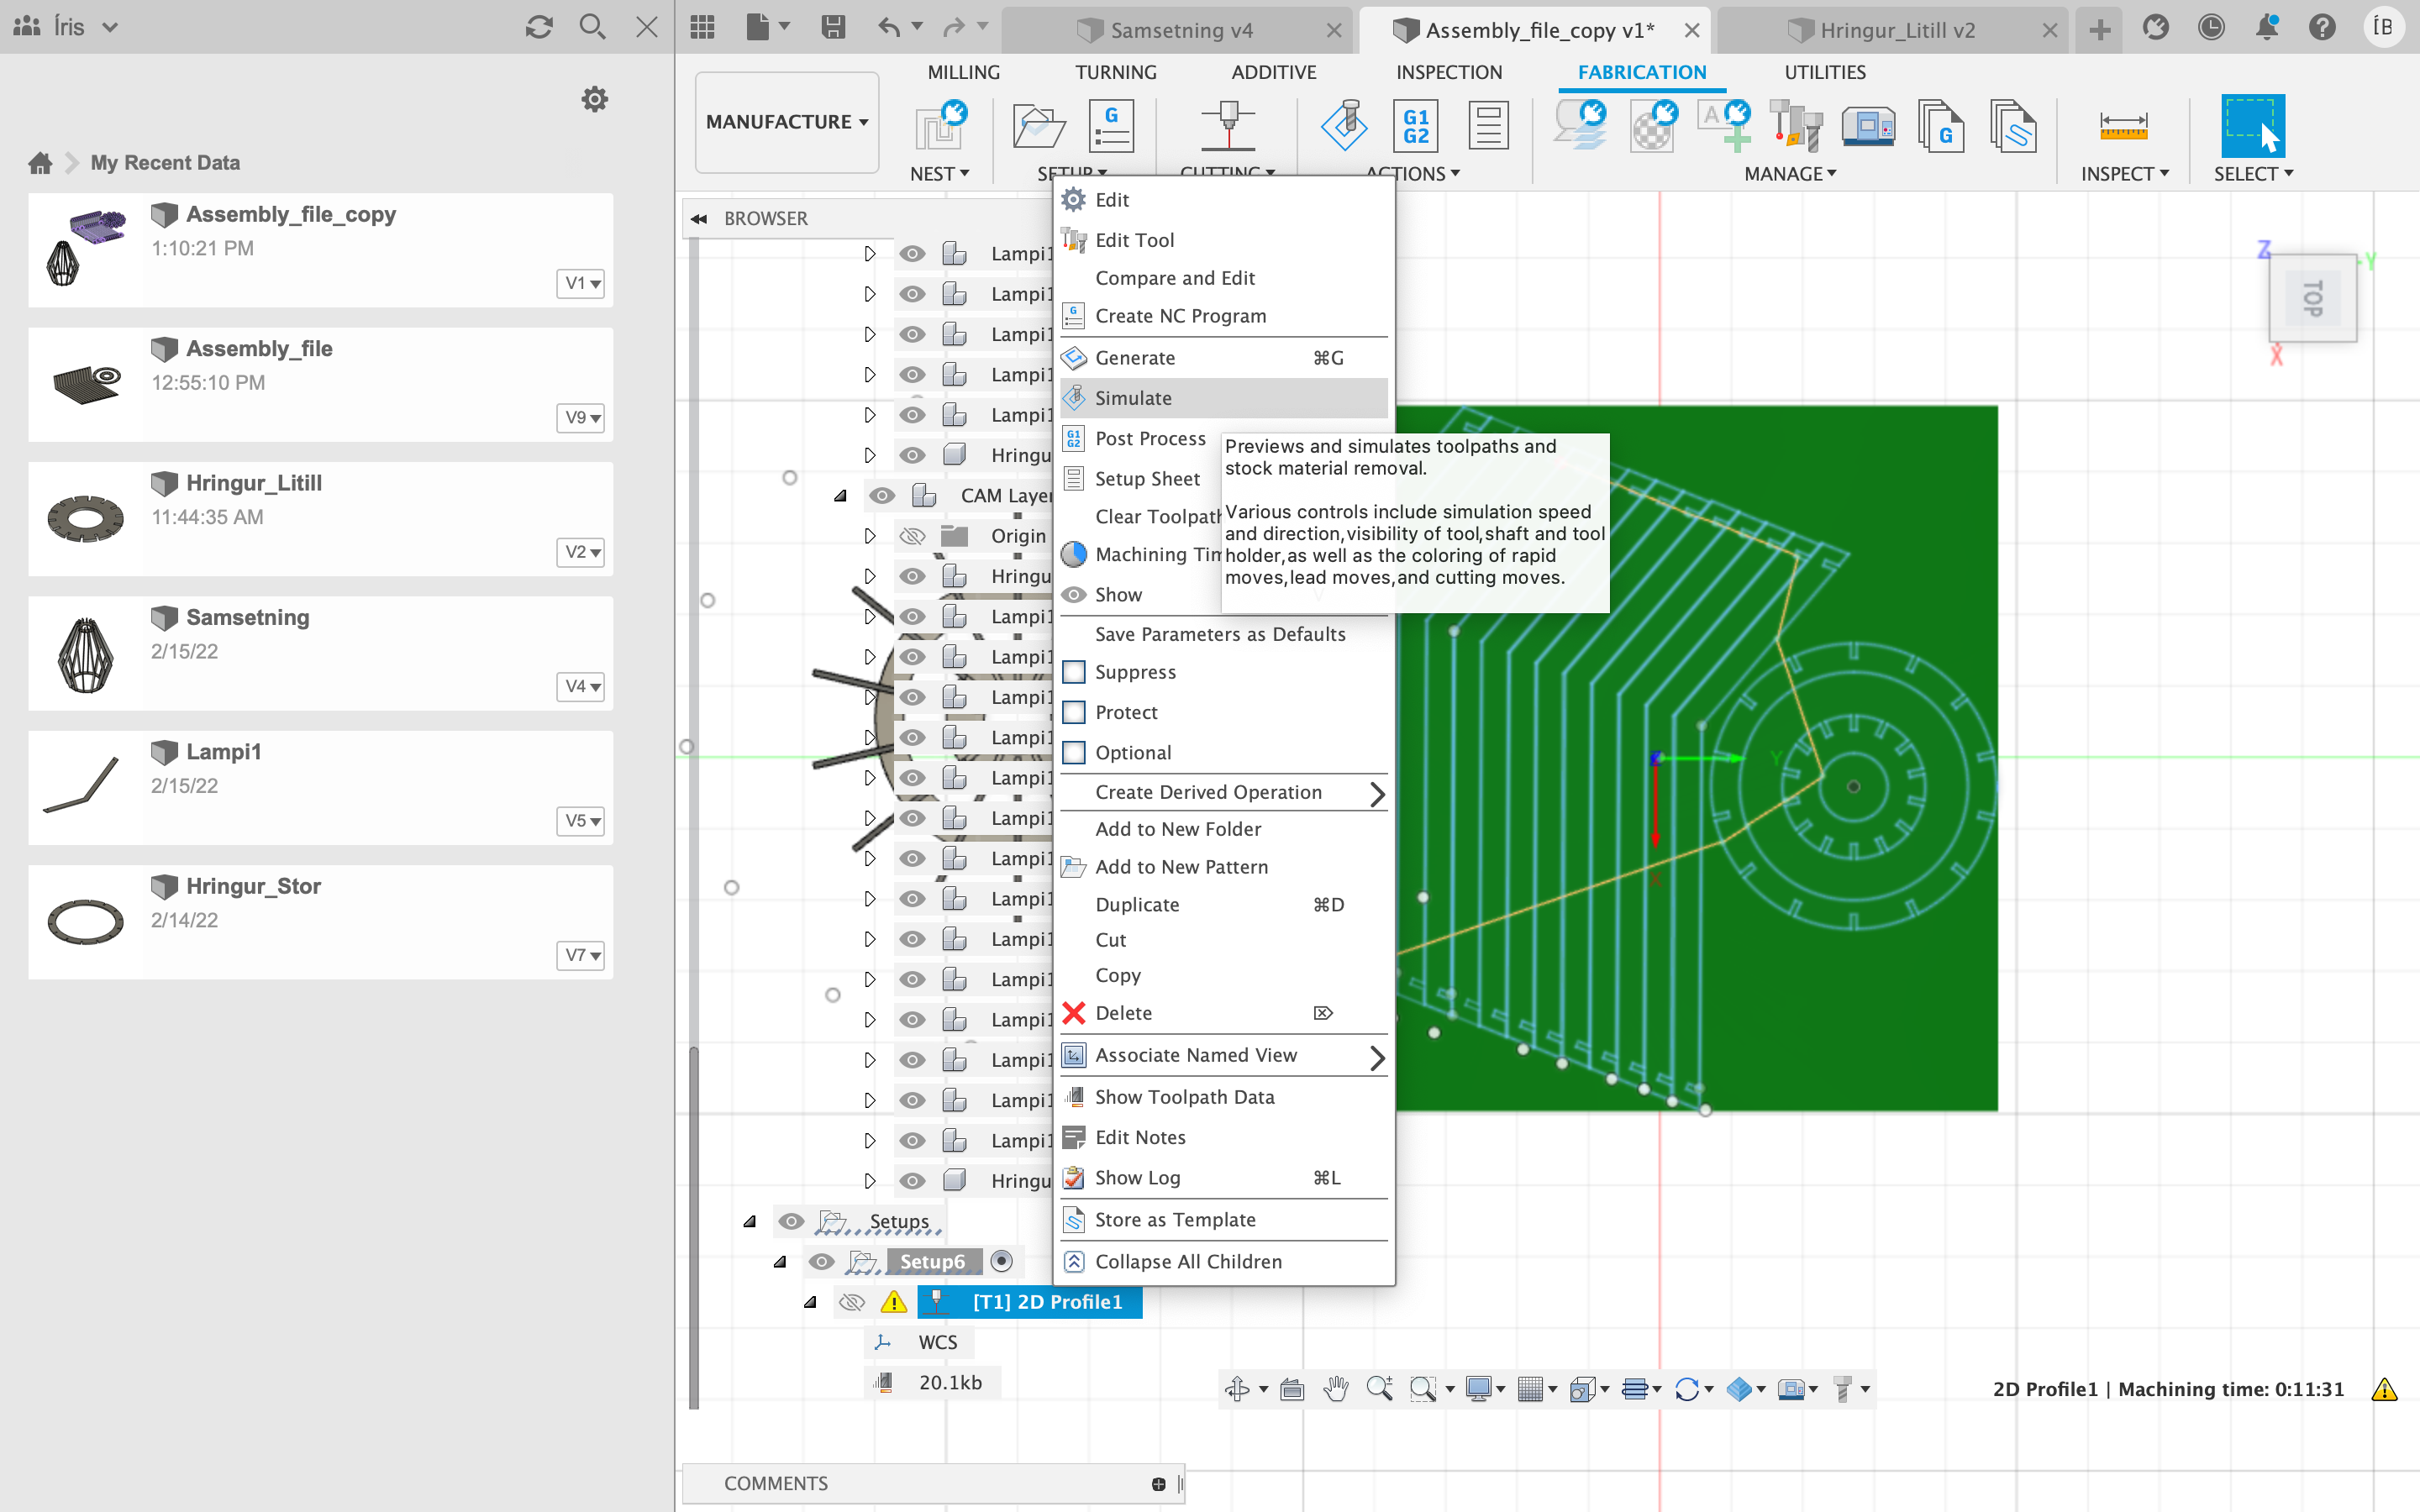 Íris
Samsetning v4
Assembly_file_copy v1*
Hringur_Litill v2
ÍB
MANUFACTURE
MILLING
TURNING
ADDITIVE
INSPECTION
FABRICATION
UTILITIES
G
G1
G2
A
G
NEST
SETUP
CUTTING
ACTIONS
MANAGE
INSPECT
SELECT
My Recent Data
Assembly_file_copy
1:10:21 PM
V1
Assembly_file
12:55:10 PM
V9
Hringur_Litill
11:44:35 AM
V2
Samsetning
2/15/22
V4
Lampi1
2/15/22
V5
Hringur_Stor
2/14/22
V7
BROWSER
Lampi1
Lampi1
Lampi1
Lampi1
Lampi1
Hringu
CAM Layer
Origin
Hringu
Lampi1
Lampi1
Lampi1
Lampi1
Lampi1
Lampi1
Lampi1
Lampi1
Lampi1
Lampi1
Lampi1
Lampi1
Lampi1
Lampi1
Hringu
Setups
Setup6
[T1] 2D Profile1
WCS
20.1kb
Edit
Edit Tool
Compare and Edit
G
Create NC Program
Generate ⌘G
Simulate
G1
G2
Post Process
Setup Sheet
Clear Toolpath
Machining Tim
Show
Save Parameters as Defaults
Suppress
Protect
Optional
Create Derived Operation
Add to New Folder
Add to New Pattern
Duplicate ⌘D
Cut
Copy
Delete ⌦
Associate Named View
Show Toolpath Data
Edit Notes
Show Log ⌘L
Store as Template
Collapse All Children
Previews and simulates toolpaths and
stock material removal.
Various controls include simulation speed
and direction,visibility of tool,shaft and tool
holder,as well as the coloring of rapid
moves,lead moves,and cutting moves.
Z
-Y
TOP
X
Z
Y
X
2D Profile1 | Machining time: 0:11:31
COMMENTS